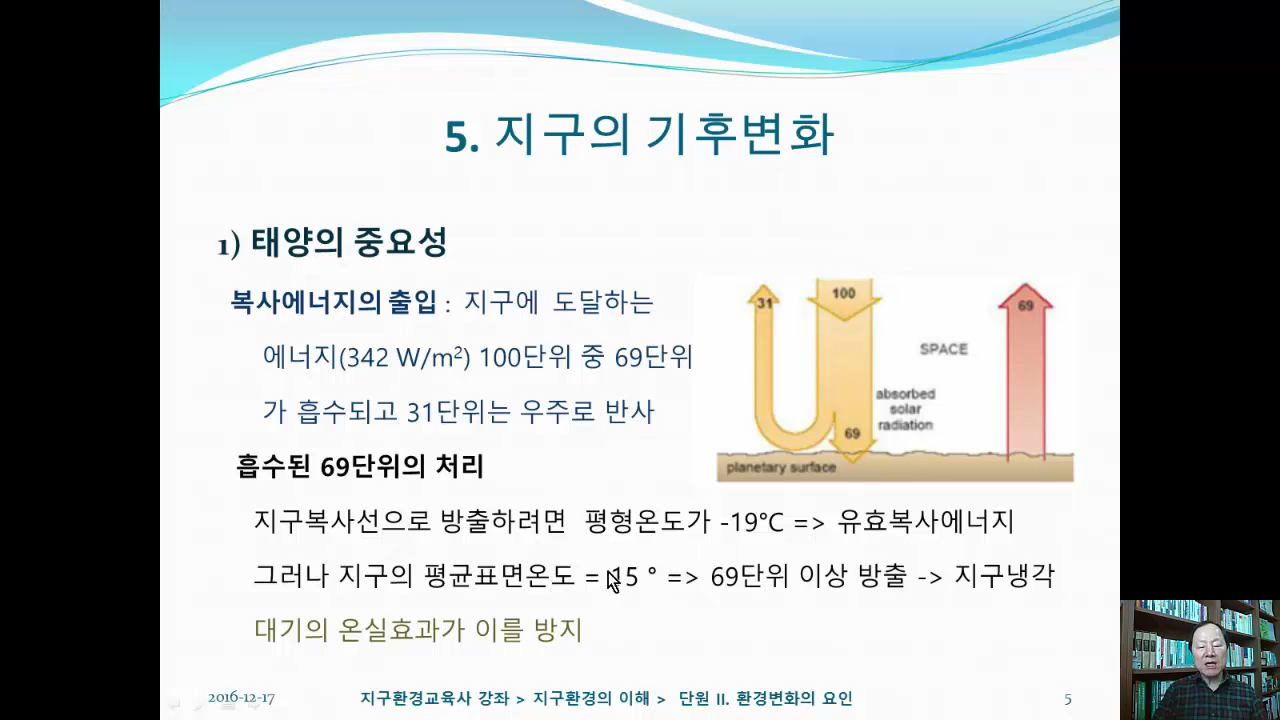 5. 지구의 기후변화
1) 태양의 중요성
복사에너지의 출입 : 지구에 도달하는
에너지(342 W/m²) 100단위 중 69단위
가 흡수되고 31단위는 우주로 반사
31
100
69
SPACE
absorbed
solar
radiation
69
planetary surface
흡수된 69단위의 처리
지구복사선으로 방출하려면 평형온도가 -19℃ => 유효복사에너지
그러나 지구의 평균표면온도 = 15 ° => 69단위 이상 방출 -> 지구냉각
대기의 온실효과가 이를 방지
2016-12-17
지구환경교육사 강좌 > 지구환경의 이해 > 단원 II. 환경변화의 요인
5